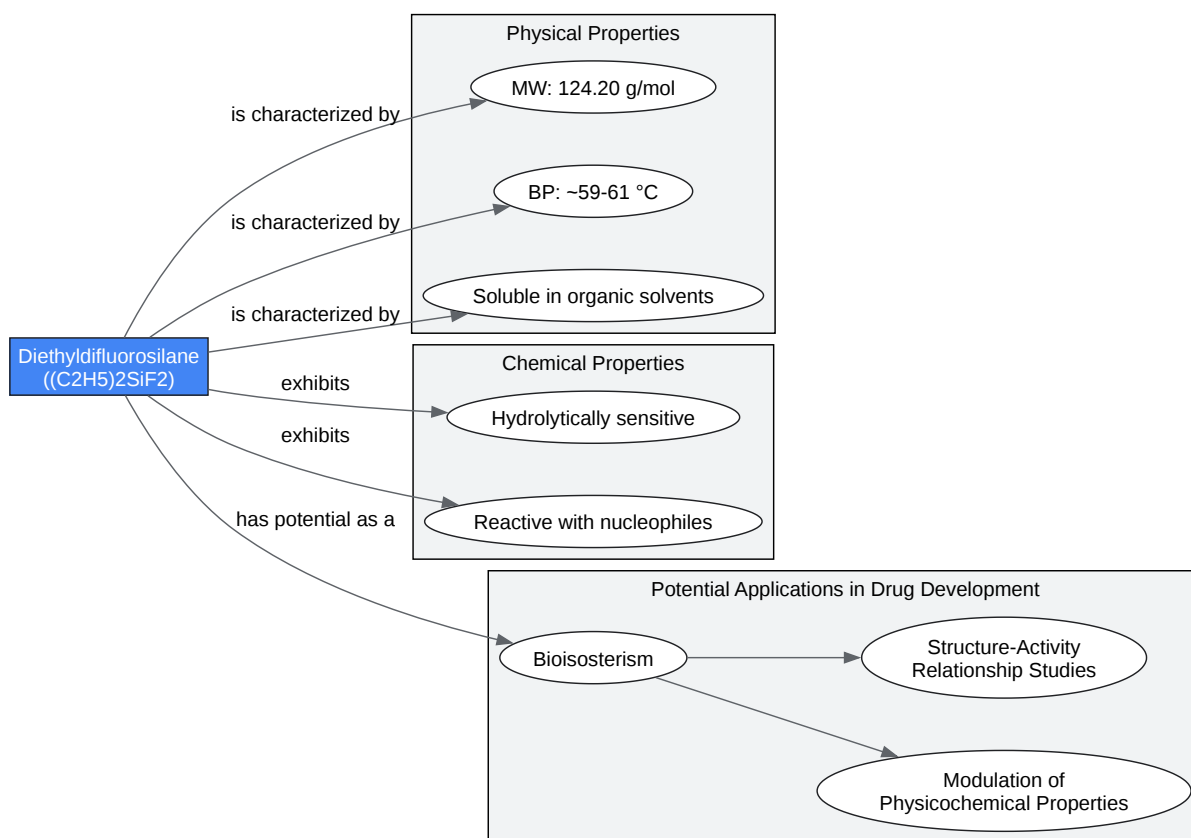 Physical Properties
MW: 124.20 g/mol
is characterized by
BP: ~59-61 °C
is characterized by
Soluble in organic solvents
is characterized by
Diethyldifluorosilane
((C2H5)2SiF2)
Chemical Properties
exhibits
Hydrolytically sensitive
exhibits
Reactive with nucleophiles
has potential as a
Potential Applications in Drug Development
Bioisosterism
Structure-Activity
Relationship Studies
Modulation of
Physicochemical Properties